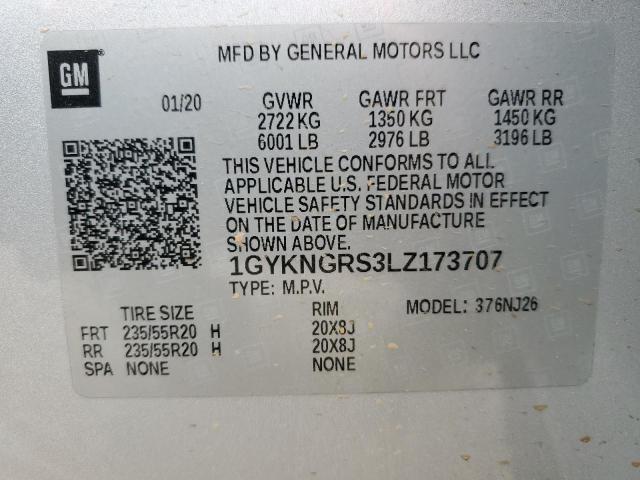 GM
MFD BY GENERAL MOTORS LLC
01/20 GVWR GAWR FRT GAWR RR
2722 KG 1350 KG 1450 KG
6001 LB 2976 LB 3196 LB
THIS VEHICLE CONFORMS TO ALL
APPLICABLE U.S. FEDERAL MOTOR
VEHICLE SAFETY STANDARDS IN EFFECT
ON THE DATE OF MANUFACTURE
SHOWN ABOVE.
1GYKNGRS3LZ173707
TYPE: M.P.V.
TIRE SIZE RIM MODEL: 376NJ26
FRT 235/55R20 H 20X8J
RR 235/55R20 H 20X8J
SPA NONE NONE